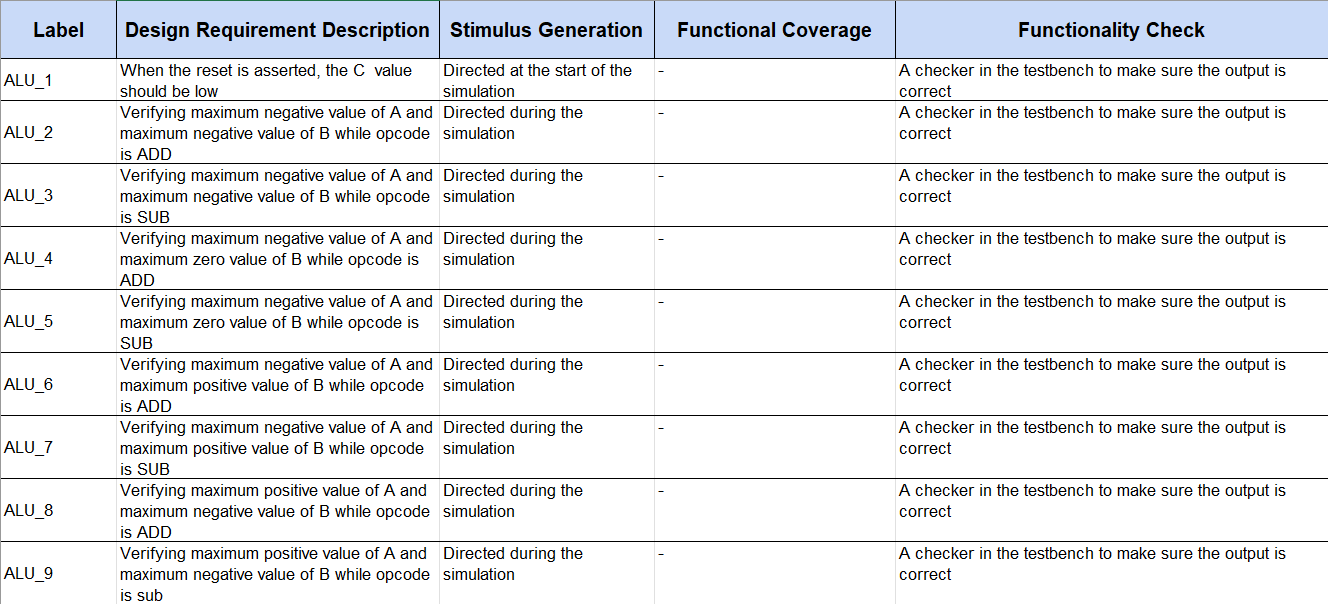 Label Design Requirement Description Stimulus Generation Functional Coverage Functionality Check
ALU_1
When the reset is asserted, the C  value
should be low
Directed at the start of the
simulation
-
A checker in the testbench to make sure the output is
correct
ALU_2
Verifying maximum negative value of A and
maximum negative value of B while opcode
is ADD
Directed during the
simulation
-
A checker in the testbench to make sure the output is
correct
ALU_3
Verifying maximum negative value of A and
maximum negative value of B while opcode
is SUB
Directed during the
simulation
-
A checker in the testbench to make sure the output is
correct
ALU_4
Verifying maximum negative value of A and
maximum zero value of B while opcode is
ADD
Directed during the
simulation
-
A checker in the testbench to make sure the output is
correct
ALU_5
Verifying maximum negative value of A and
maximum zero value of B while opcode is
SUB
Directed during the
simulation
-
A checker in the testbench to make sure the output is
correct
ALU_6
Verifying maximum negative value of A and
maximum positive value of B while opcode
is ADD
Directed during the
simulation
-
A checker in the testbench to make sure the output is
correct
ALU_7
Verifying maximum negative value of A and
maximum positive value of B while opcode
is SUB
Directed during the
simulation
-
A checker in the testbench to make sure the output is
correct
ALU_8
Verifying maximum positive value of A and
maximum negative value of B while opcode
is ADD
Directed during the
simulation
-
A checker in the testbench to make sure the output is
correct
ALU_9
Verifying maximum positive value of A and
maximum negative value of B while opcode
is sub
Directed during the
simulation
-
A checker in the testbench to make sure the output is
correct